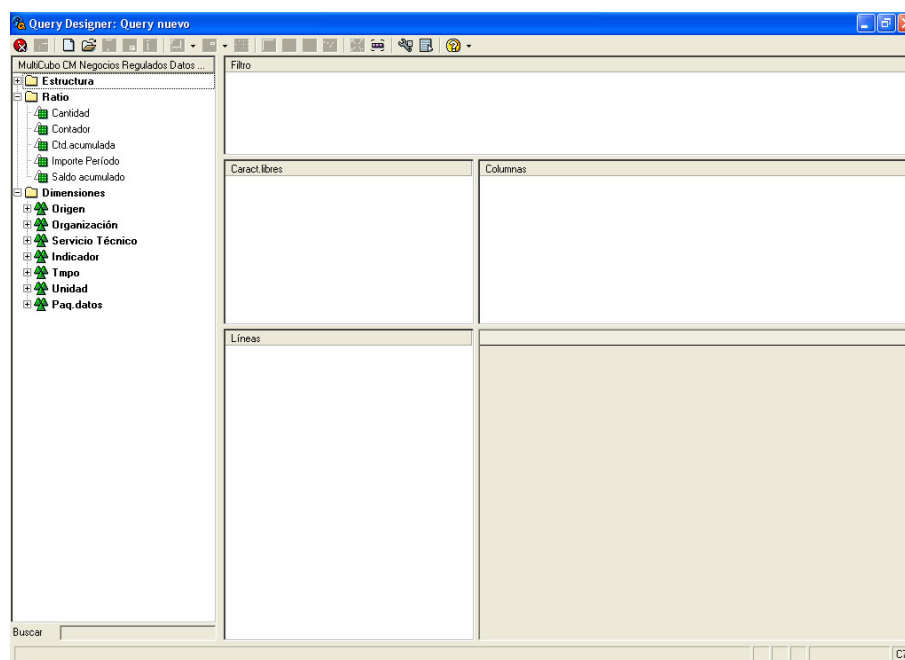 Query Designer: Query nuevo
MultiCubo CM Negocios Regulados Datos ...
Estructura
Ratio
Cantidad
Contador
Ctd.acumulada
Importe Período
Saldo acumulado
Dimensiones
Origen
Organización
Servicio Técnico
Indicador
Tmpo
Unidad
Paq.datos
Buscar
Filtro
Caract.libres
Columnas
Líneas